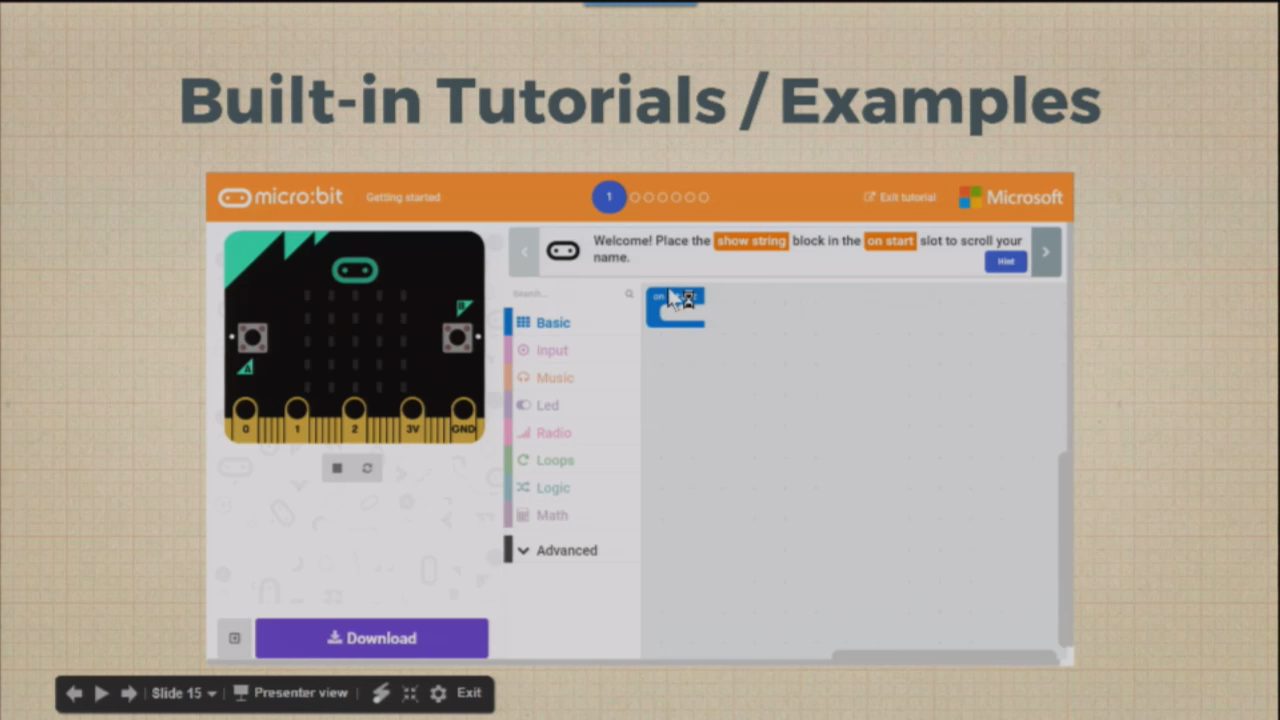 Built-in Tutorials / Examples
micro:bit Getting started 1 Exit tutorial Microsoft
Welcome! Place the show string block in the on start slot to scroll your
name.
Hint
Search...
on
Basic
Input
Music
Led
Radio
Loops
Logic
Math
Advanced
B
A
0 1 2 3V GND
Download
Slide 15 Presenter view Exit